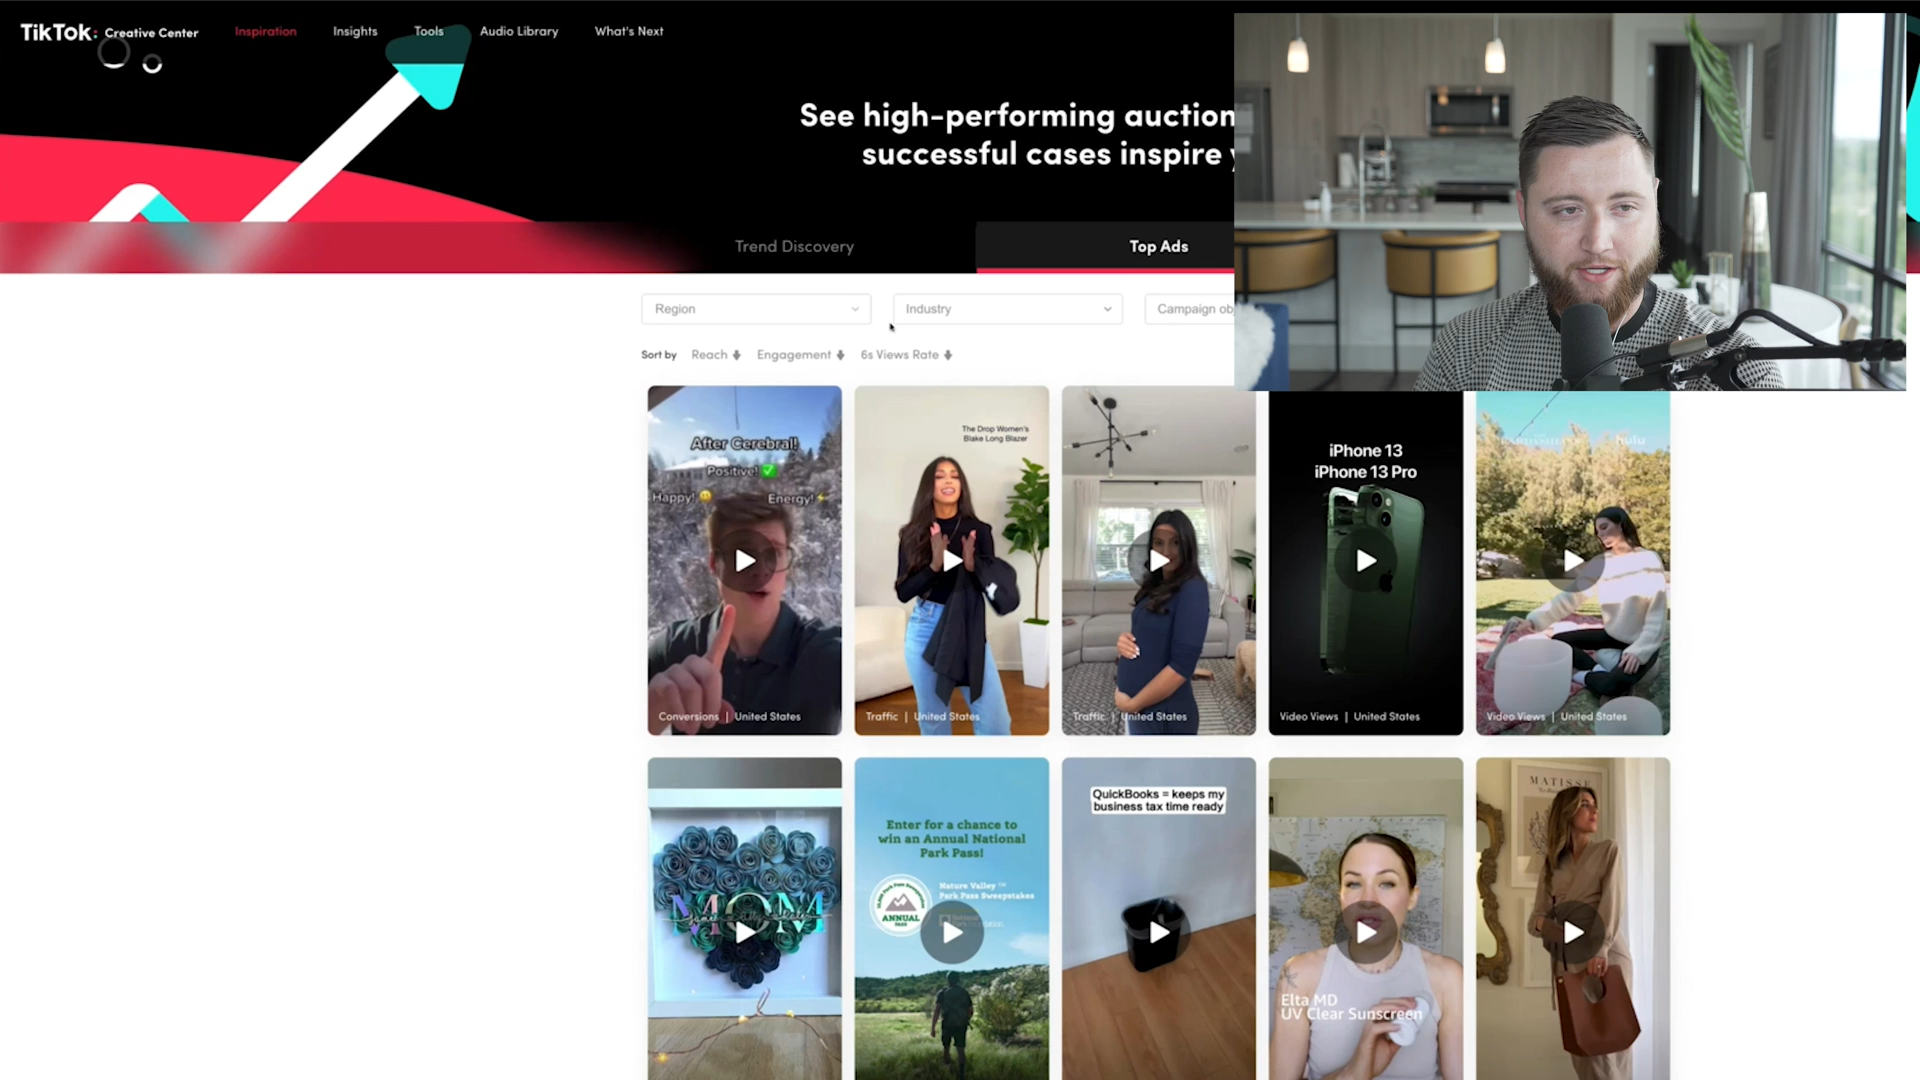 TikTok: Creative Center
Inspiration
Insights
Tools
Audio Library
What's Next
See high-performing auction
successful cases inspire
Trend Discovery
Top Ads
Region
Industry
Campaign obj
Sort by
Reach
Engagement
6s Views Rate
After Cerebral!
Positive! ✅
Happy! 😃
Energy! ⚡
Conversions | United States
The Drop Women's
Blake Long Blazer
Traffic | United States
Traffic | United States
iPhone 13
iPhone 13 Pro
Video Views | United States
hulu
Video Views | United States
MOM
Enter for a chance to
win an Annual National
Park Pass!
Nature Valley™
Park Pass Sweepstakes
ANNUAL
PASS
QuickBooks = keeps my
business tax time ready
Elta MD
UV Clear Sunscreen
MATISSE